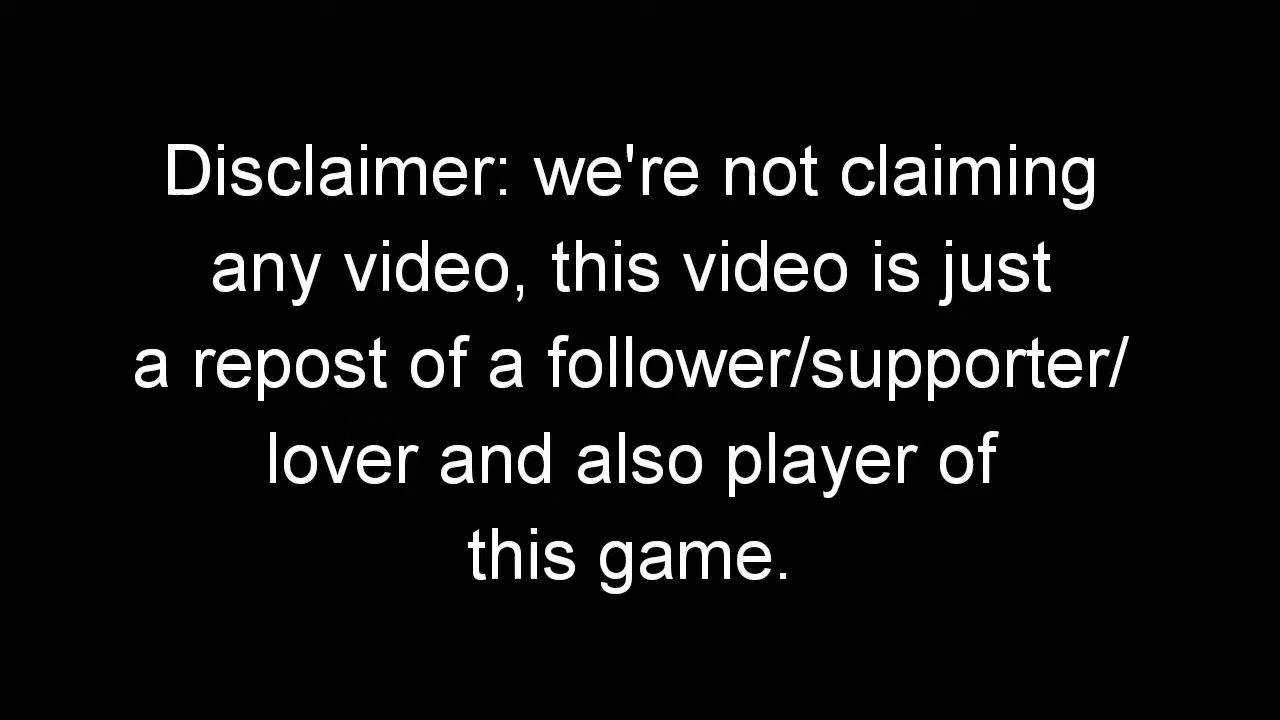 Disclaimer: we're not claiming
any video, this video is just
a repost of a follower/supporter/
lover and also player of
this game.